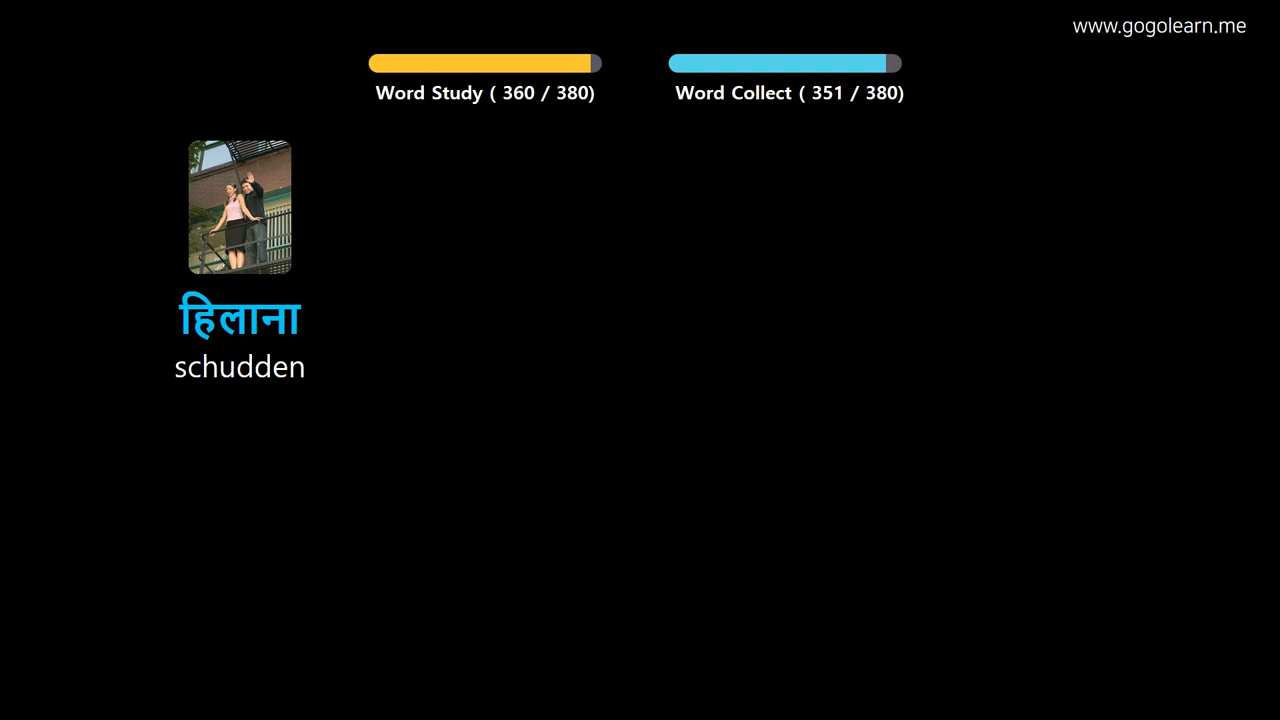 www.gogolearn.me
Word Study ( 360 / 380)
Word Collect ( 351 / 380)
हिलाना
schudden